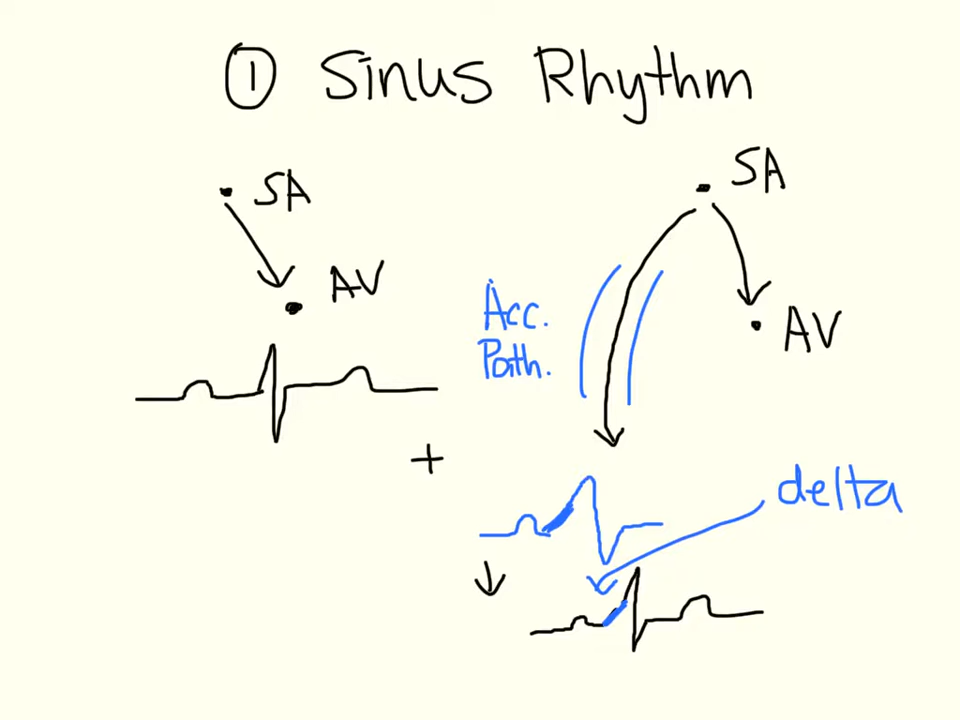 ① Sinus Rhythm
SA
AV
SA
AV
Acc.
Path.
+
delta